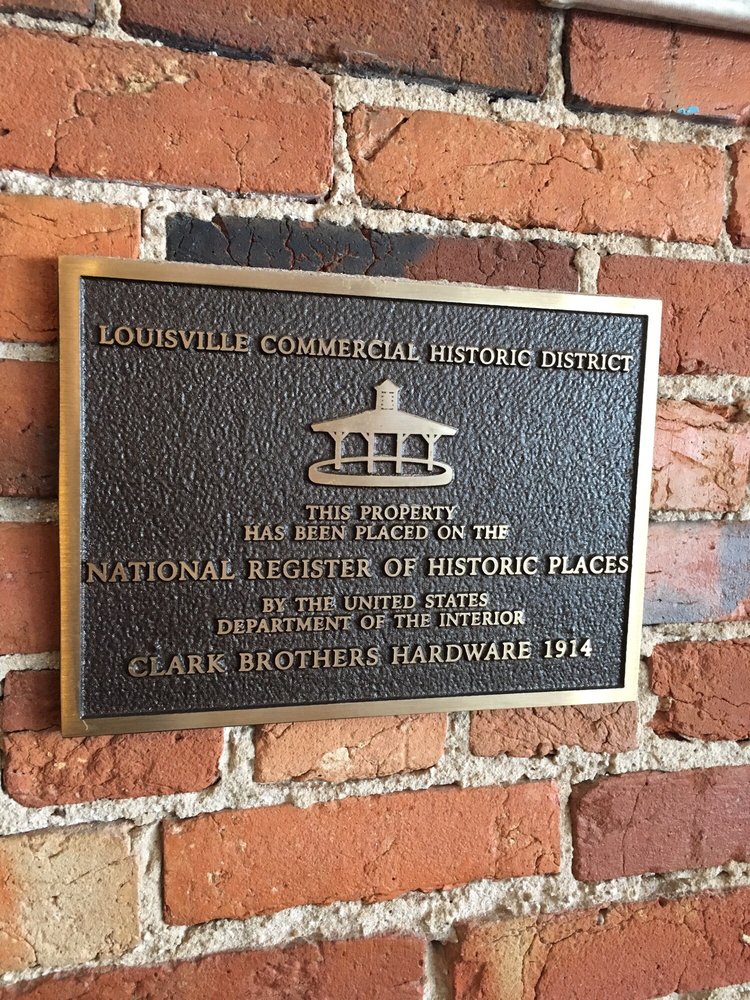 LOUISVILLE COMMERCIAL HISTORIC DISTRICT
THIS PROPERTY
HAS BEEN PLACED ON THE
NATIONAL REGISTER OF HISTORIC PLACES
BY THE UNITED STATES
DEPARTMENT OF THE INTERIOR
CLARK BROTHERS HARDWARE 1914